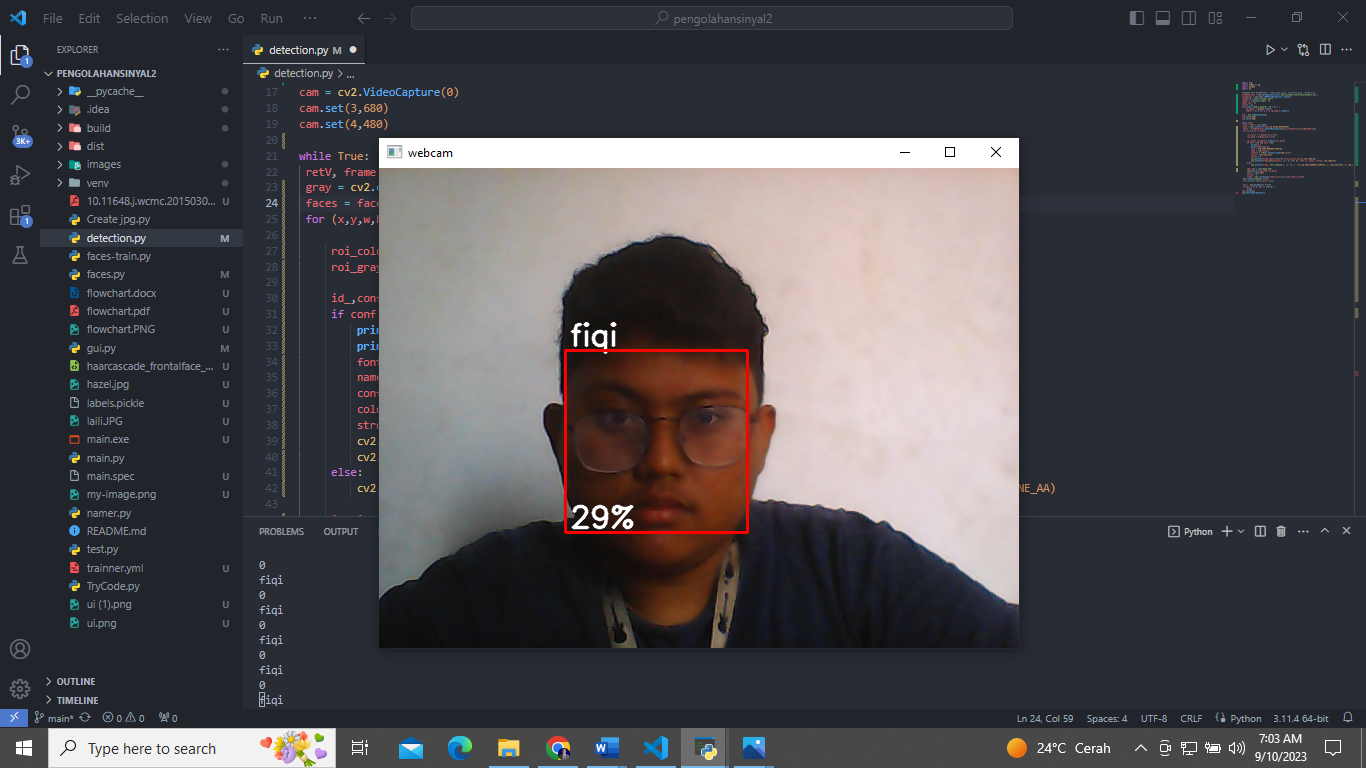 File Edit Selection View Go Run ··· pengolahansinyal2
EXPLORER ···
1
3K+
1
PENGOLAHANSINYAL2
__pycache__
.idea
build
dist
images
venv
10.11648.j.wcmc.2015030... U
Create jpg.py
detection.py M
faces-train.py
faces.py M
flowchart.docx U
flowchart.pdf U
flowchart.PNG U
gui.py M
haarcascade_frontalface_... U
hazel.jpg U
labels.pickle U
laili.JPG U
main.exe U
main.py
main.spec U
my-image.png U
namer.py
README.md
test.py
trainner.yml U
TryCode.py
ui (1).png U
ui.png U
OUTLINE
TIMELINE
detection.py M
detection.py > ...
17 cam = cv2.VideoCapture(0)
18 cam.set(3,680)
19 cam.set(4,480)
20
21 while True:
22 retV, frame
23 gray = cv2.
24 faces = face
25 for (x,y,w,
26
27 roi_col
28 roi_gray
29
30 id_,con
31 if conf
32 prin
33 prin
34 font
35 name
36 con
37 colo
38 stro
39 cv2.
40 cv2.
41 else:
42 cv2. NE_AA)
43
webcam
fiqi
29%
PROBLEMS OUTPUT Python
0
fiqi
0
fiqi
0
fiqi
0
fiqi
0
fiqi
main* 0 0 0 Ln 24, Col 59 Spaces: 4 UTF-8 CRLF Python 3.11.4 64-bit
Type here to search 24°C Cerah 7:03 AM
9/10/2023